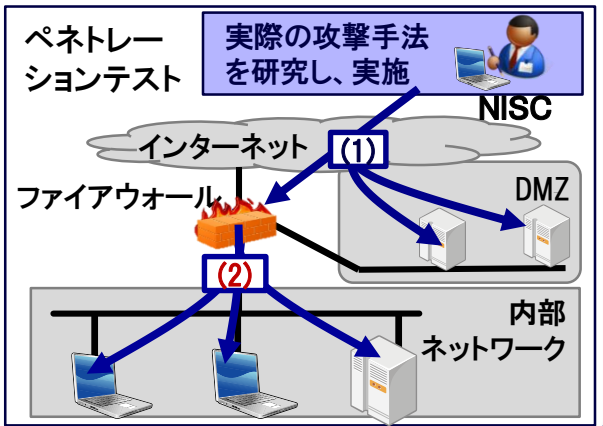 ペネトレー
ションテスト
実際の攻撃手法
を研究し、実施
NISC
インターネット
(1)
ファイアウォール
DMZ
(2)
内部
ネットワーク